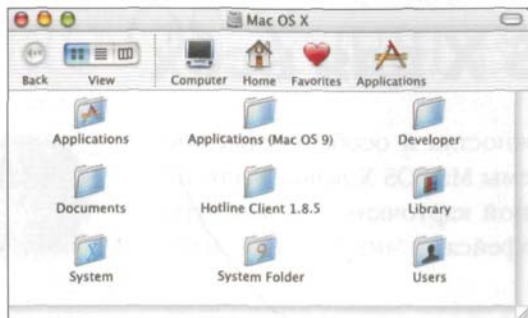 Mac OS X
Back View Computer Home Favorites Applications
Applications Applications (Mac OS 9) Developer
Documents Hotline Client 1.8.5 Library
System System Folder Users